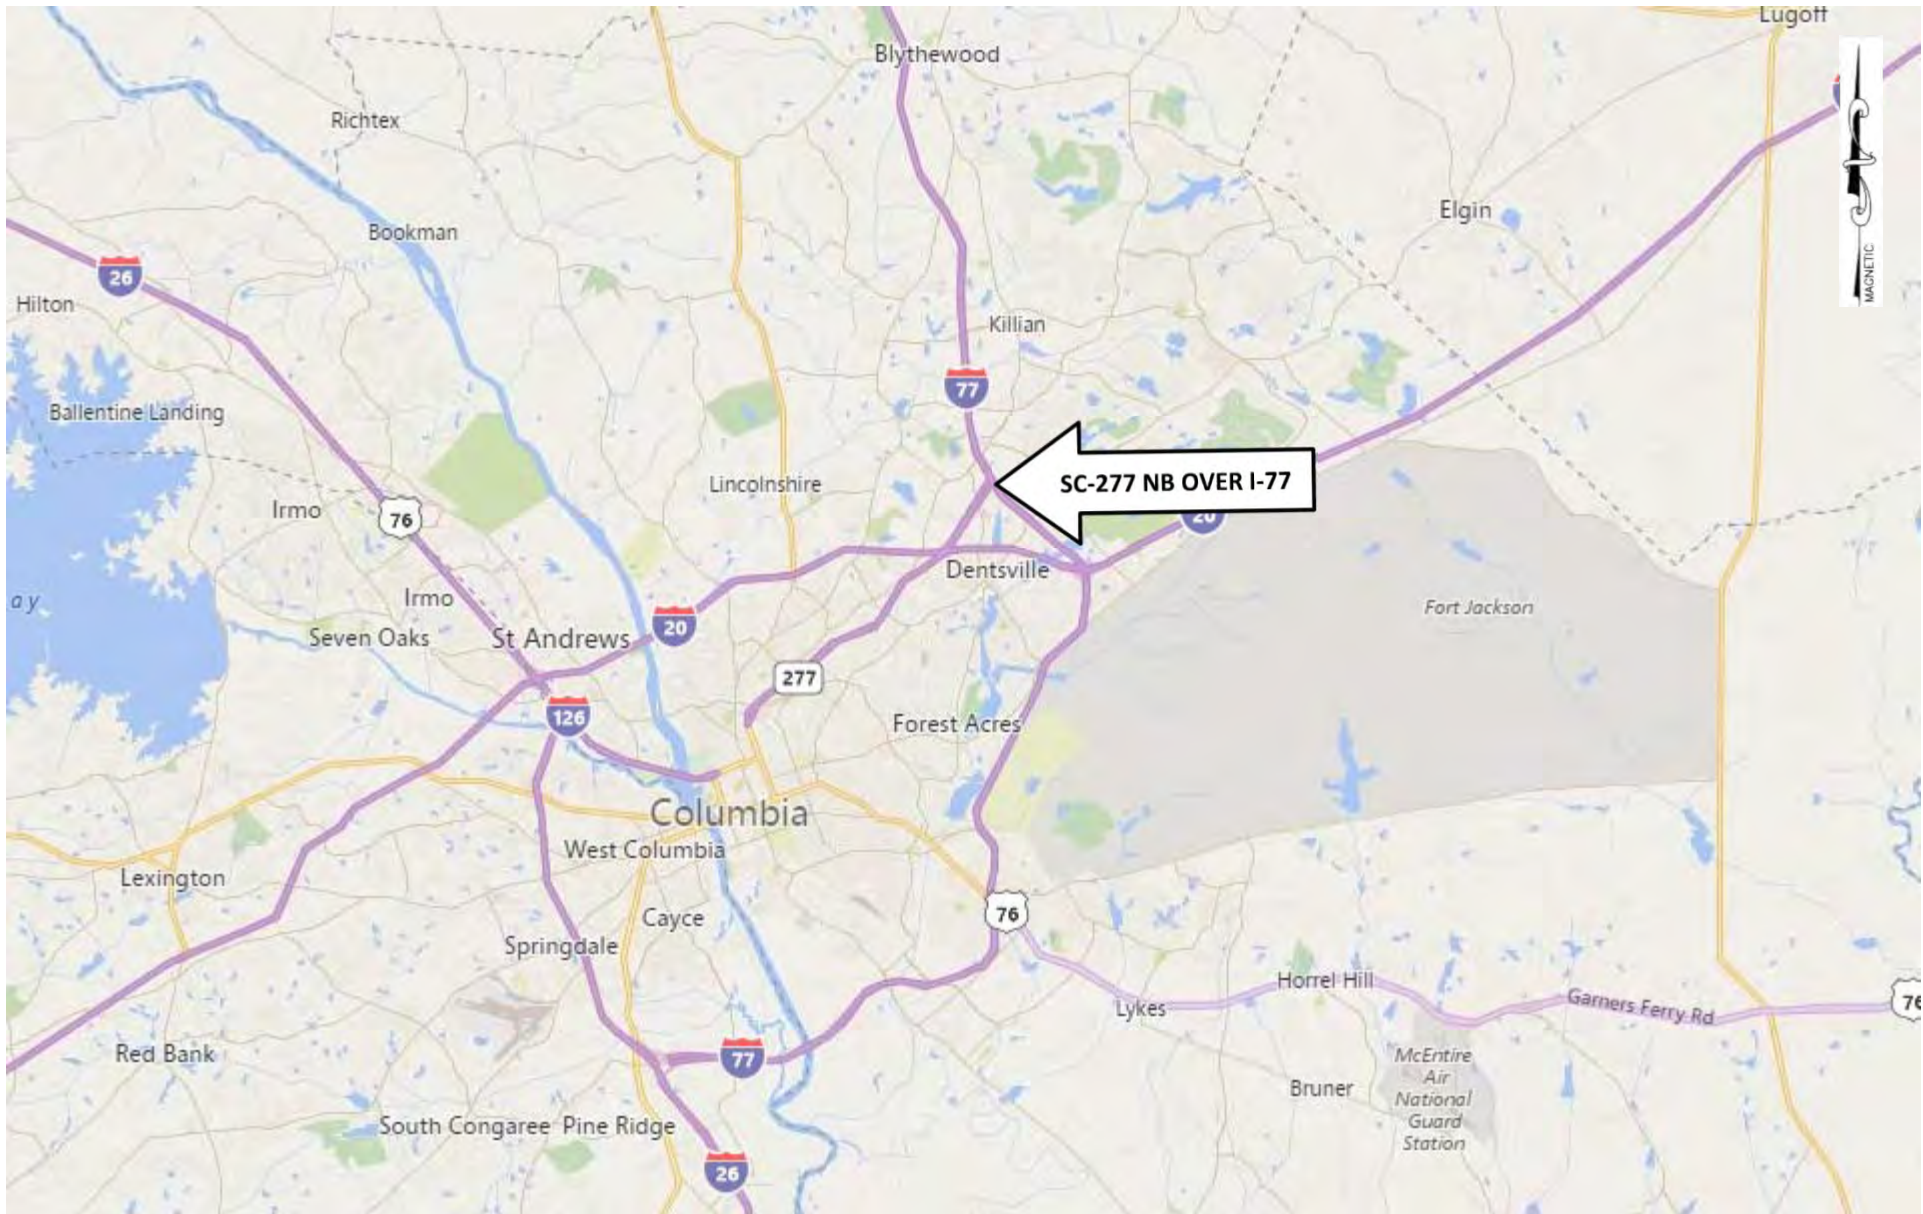 Lugoff
Blythewood
Richtex
MAGNETIC
Elgin
Bookman
26
Hilton
Killian
77
Ballentine Landing
SC-277 NB OVER I-77
Lincolnshire
Irmo
76
20
Dentsville
ay
Irmo
Fort Jackson
Seven Oaks
St Andrews
20
277
126
Forest Acres
Columbia
West Columbia
Lexington
76
Cayce
Springdale
Horrel Hill
Lykes
Garners Ferry Rd
76
Red Bank
77
McEntire
Air
National
Guard
Station
Bruner
South Congaree
Pine Ridge
26